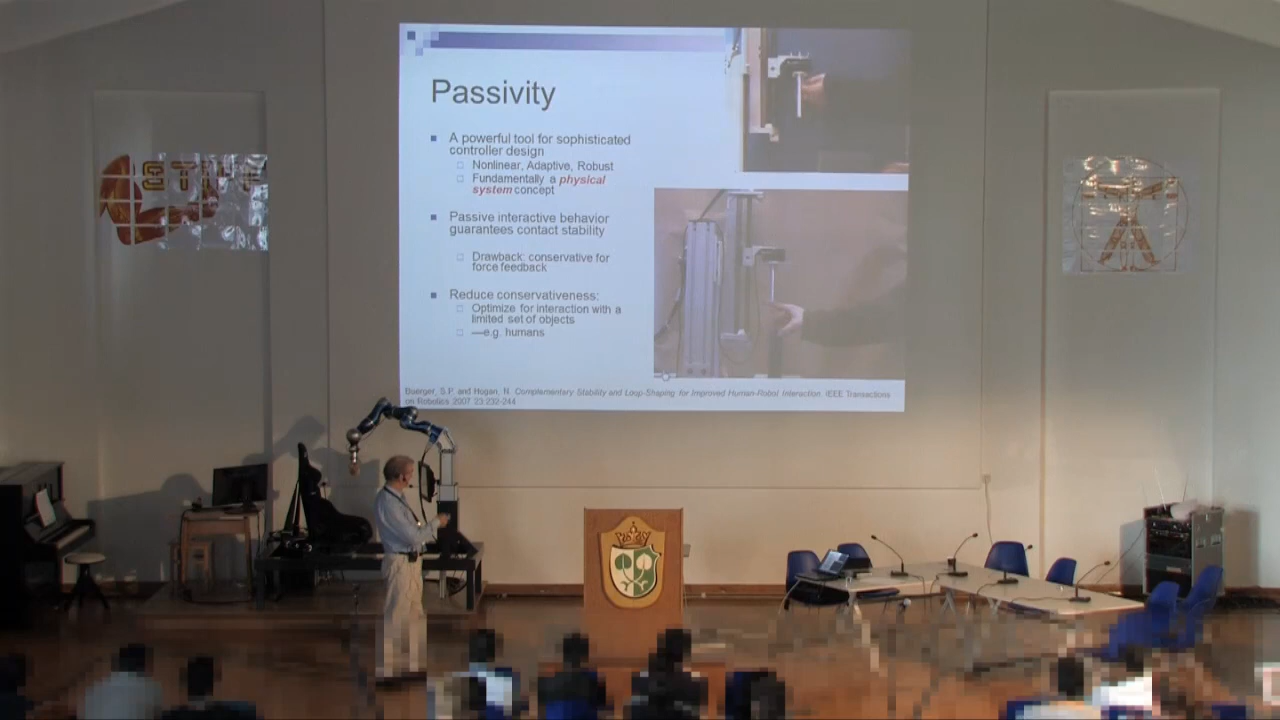 Passivity
A powerful tool for sophisticated
controller design
Nonlinear, Adaptive, Robust
Fundamentally a physical
system concept
Passive interactive behavior
guarantees contact stability
Drawback: conservative for
force feedback
Reduce conservativeness:
Optimize for interaction with a
limited set of objects
—e.g. humans
Buerger, S.P. and Hogan, N. Complementary Stability and Loop-Shaping for Improved Human-Robot Interaction. IEEE Transactions
on Robotics 2007 23:232-244